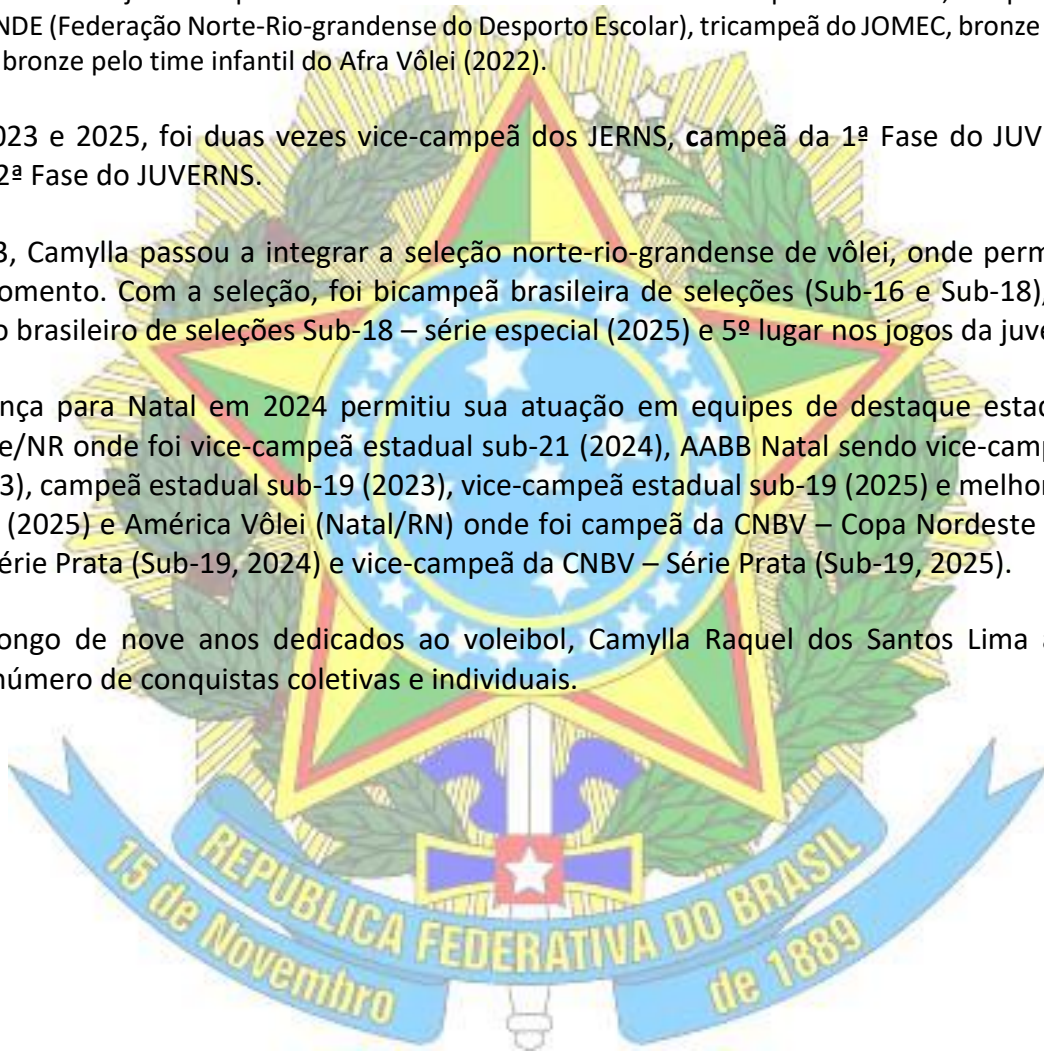 NDE (Federação Norte-Rio-grandense do Desporto Escolar), tricampeã do JOMEC, bronze
bronze pelo time infantil do Afra Vôlei (2022).
023 e 2025, foi duas vezes vice-campeã dos JERNS, campeã da 1ª Fase do JUV
2ª Fase do JUVERNS.
3, Camylla passou a integrar a seleção norte-rio-grandense de vôlei, onde perm
omento. Com a seleção, foi bicampeã brasileira de seleções (Sub-16 e Sub-18),
o brasileiro de seleções Sub-18 – série especial (2025) e 5º lugar nos jogos da juve
nça para Natal em 2024 permitiu sua atuação em equipes de destaque estad
e/NR onde foi vice-campeã estadual sub-21 (2024), AABB Natal sendo vice-camp
3), campeã estadual sub-19 (2023), vice-campeã estadual sub-19 (2025) e melhor
(2025) e América Vôlei (Natal/RN) onde foi campeã da CNBV – Copa Nordeste
érie Prata (Sub-19, 2024) e vice-campeã da CNBV – Série Prata (Sub-19, 2025).
ongo de nove anos dedicados ao voleibol, Camylla Raquel dos Santos Lima a
número de conquistas coletivas e individuais.
REPUBLICA FEDERATIVA DO BRASIL
15 de Novembro
de 1889